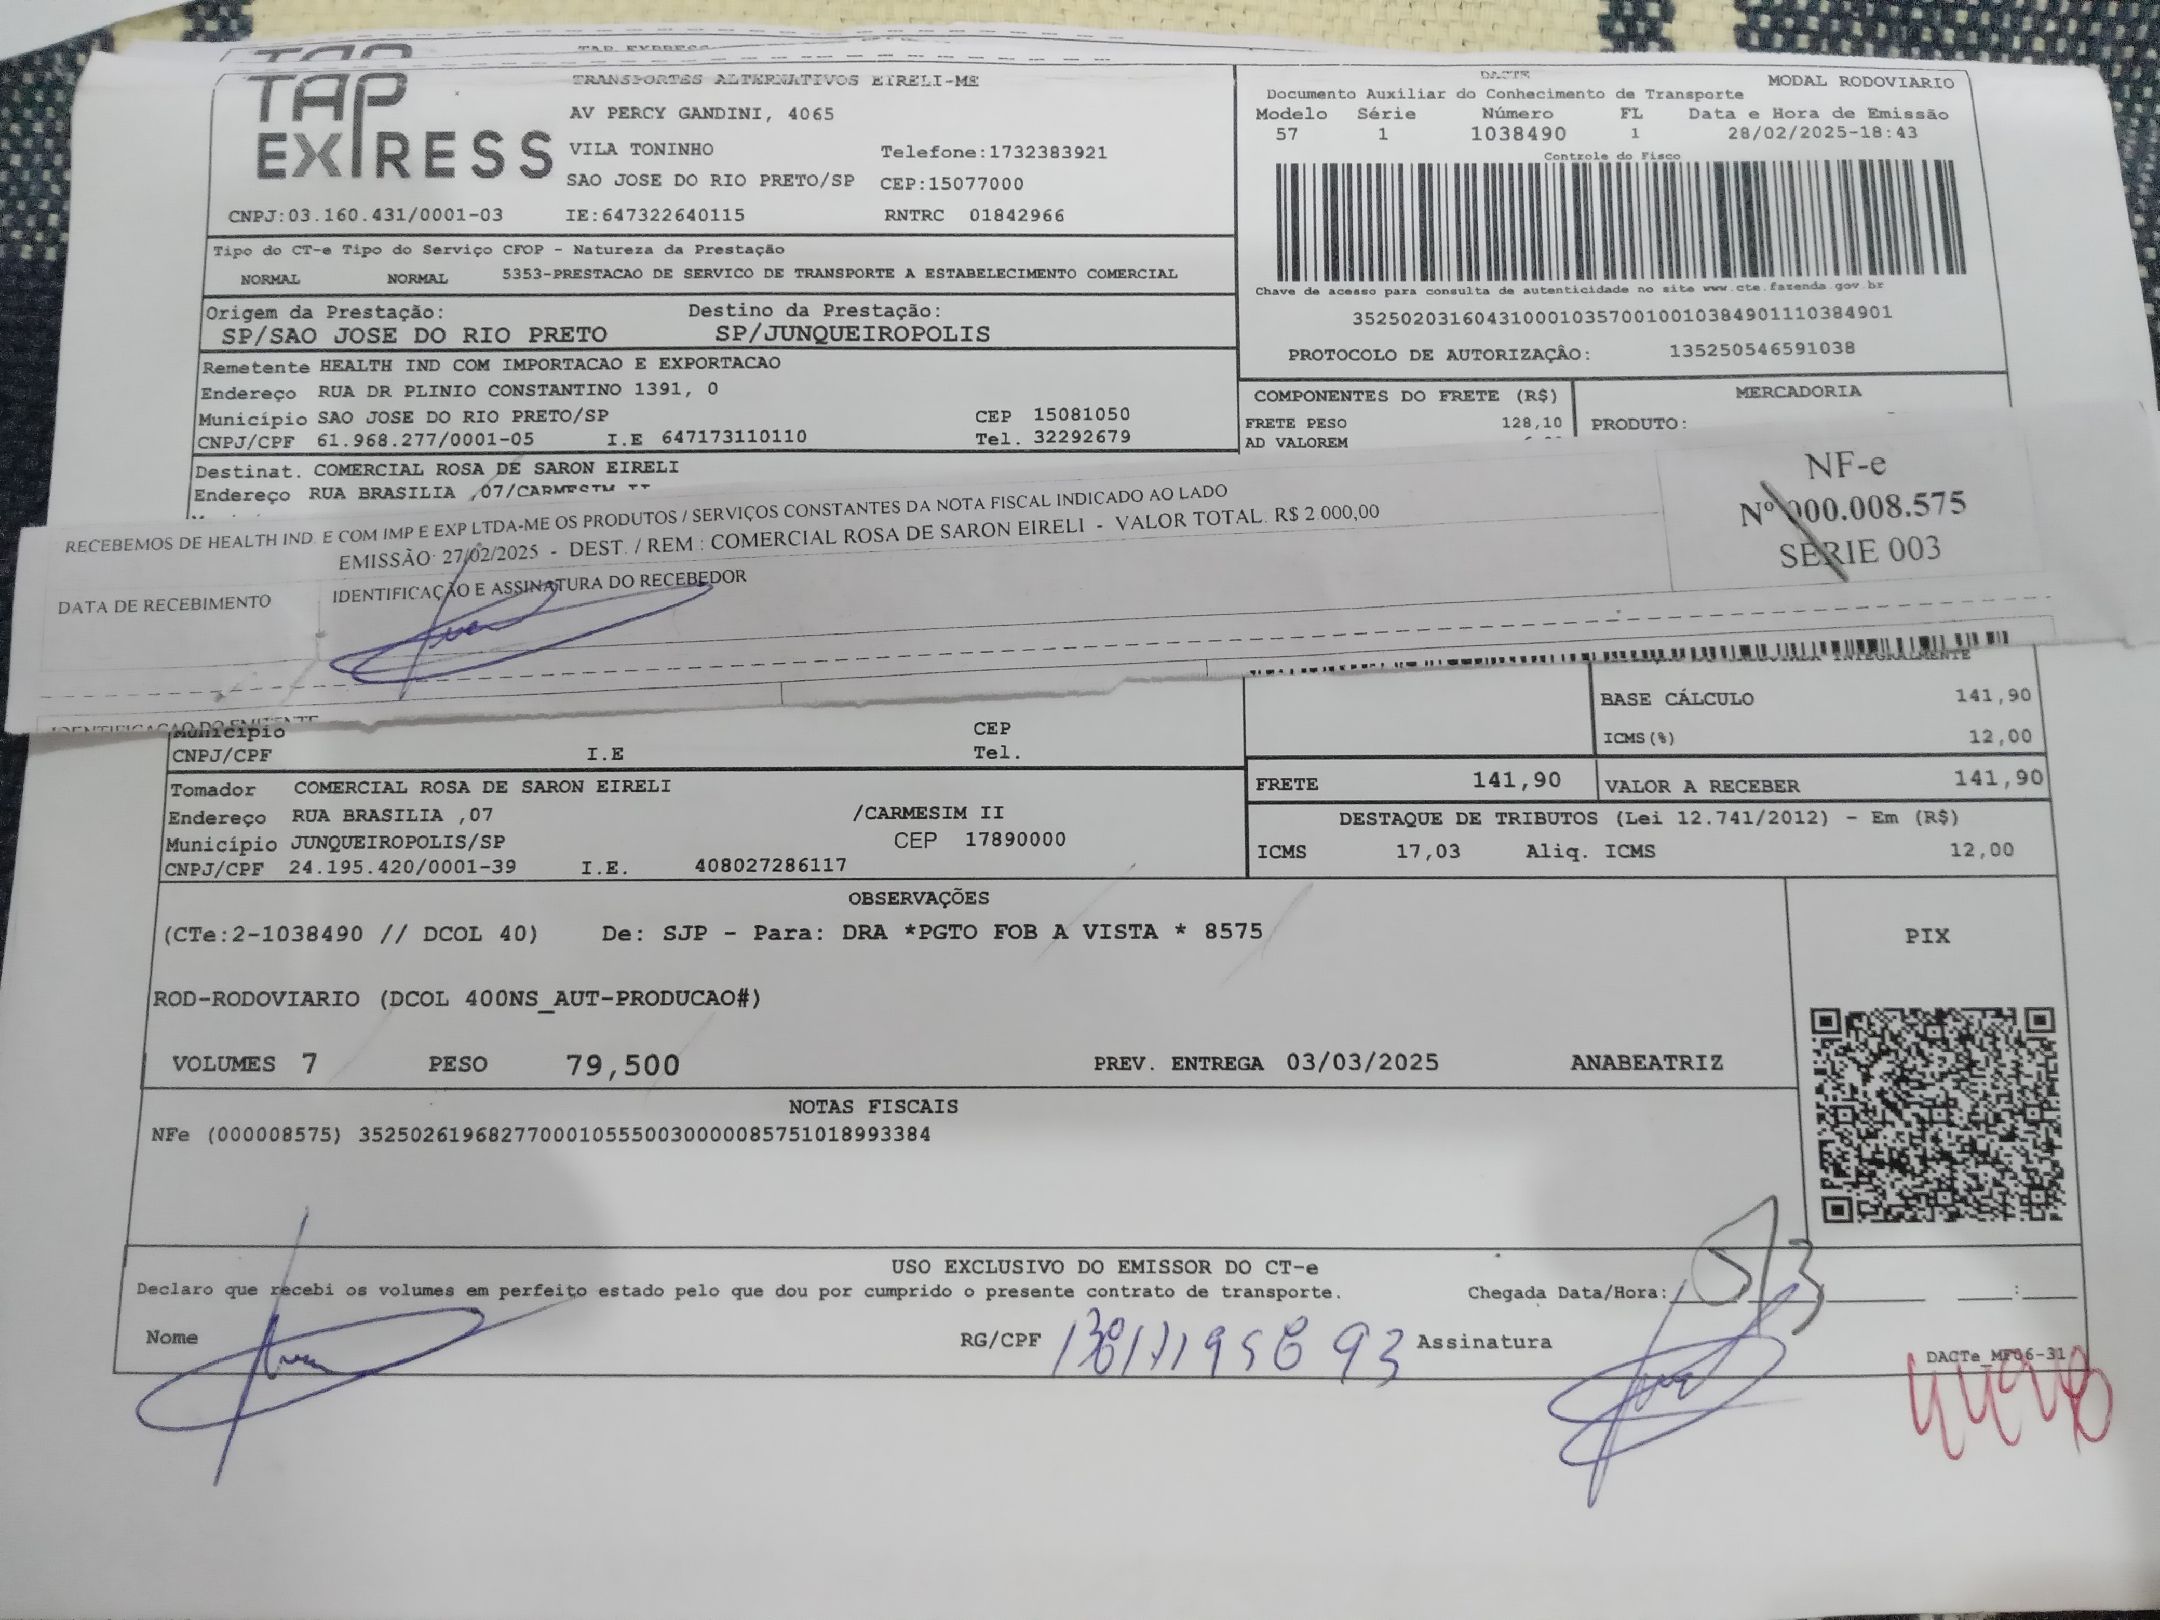 TAP EXPRESS
TAP EXPRESS
TRANSPORTES ALTERNATIVOS EIRELI-ME
AV PERCY GANDINI, 4065
VILA TONINHO Telefone:1732383921
SAO JOSE DO RIO PRETO/SP CEP:15077000
CNPJ:03.160.431/0001-03 IE:647322640115 RNTRC 01842966
DACTE MODAL RODOVIARIO
Documento Auxiliar do Conhecimento de Transporte
Modelo Série Número FL Data e Hora de Emissão
57 1 1038490 1 28/02/2025-18:43
Controle do Fisco
Chave de acesso para consulta de autenticidade no site www.cte.fazenda.gov.br
35250203160431000103570010010384901110384901
PROTOCOLO DE AUTORIZAÇÂO: 135250546591038
Tipo do CT-e Tipo do Serviço CFOP - Natureza da Prestação
NORMAL NORMAL 5353-PRESTACAO DE SERVICO DE TRANSPORTE A ESTABELECIMENTO COMERCIAL
Origem da Prestação: Destino da Prestação:
SP/SAO JOSE DO RIO PRETO SP/JUNQUEIROPOLIS
Remetente HEALTH IND COM IMPORTACAO E EXPORTACAO
Endereço RUA DR PLINIO CONSTANTINO 1391, 0
Município SAO JOSE DO RIO PRETO/SP CEP 15081050
CNPJ/CPF 61.968.277/0001-05 I.E 647173110110 Tel. 32292679
COMPONENTES DO FRETE (R$) MERCADORIA
FRETE PESO 128,10 PRODUTO:
AD VALOREM
Destinat. COMERCIAL ROSA DE SARON EIRELI
Endereço RUA BRASILIA ,07/CARMESIM II
RECEBEMOS DE HEALTH IND. E COM IMP E EXP LTDA-ME OS PRODUTOS / SERVIÇOS CONSTANTES DA NOTA FISCAL INDICADO AO LADO
EMISSÃO: 27/02/2025 - DEST. / REM.: COMERCIAL ROSA DE SARON EIRELI - VALOR TOTAL. R$ 2.000,00
DATA DE RECEBIMENTO IDENTIFICAÇÃO E ASSINATURA DO RECEBEDOR
NF-e
Nº 000.008.575
SÉRIE 003
IDENTIFICAÇÃO DO EMITENTE
Município CEP
CNPJ/CPF I.E Tel.
INTEGRALMENTE
BASE CÁLCULO 141,90
ICMS(%) 12,00
FRETE 141,90 VALOR A RECEBER 141,90
DESTAQUE DE TRIBUTOS (Lei 12.741/2012) - Em (R$)
ICMS 17,03 Aliq. ICMS 12,00
Tomador COMERCIAL ROSA DE SARON EIRELI
Endereço RUA BRASILIA ,07 /CARMESIM II
Município JUNQUEIROPOLIS/SP CEP 17890000
CNPJ/CPF 24.195.420/0001-39 I.E. 408027286117
OBSERVAÇÕES
(CTe:2-1038490 // DCOL 40) De: SJP - Para: DRA *PGTO FOB A VISTA * 8575
ROD-RODOVIARIO (DCOL 400NS_AUT-PRODUCAO#)
VOLUMES 7 PESO 79,500 PREV. ENTREGA 03/03/2025 ANABEATRIZ
PIX
NOTAS FISCAIS
NFe (000008575) 35250261968277000105550030000085751018993384
USO EXCLUSIVO DO EMISSOR DO CT-e
Declaro que recebi os volumes em perfeito estado pelo que dou por cumprido o presente contrato de transporte. Chegada Data/Hora: 5/3 :
Nome RG/CPF Assinatura
DACTe_MF06-31